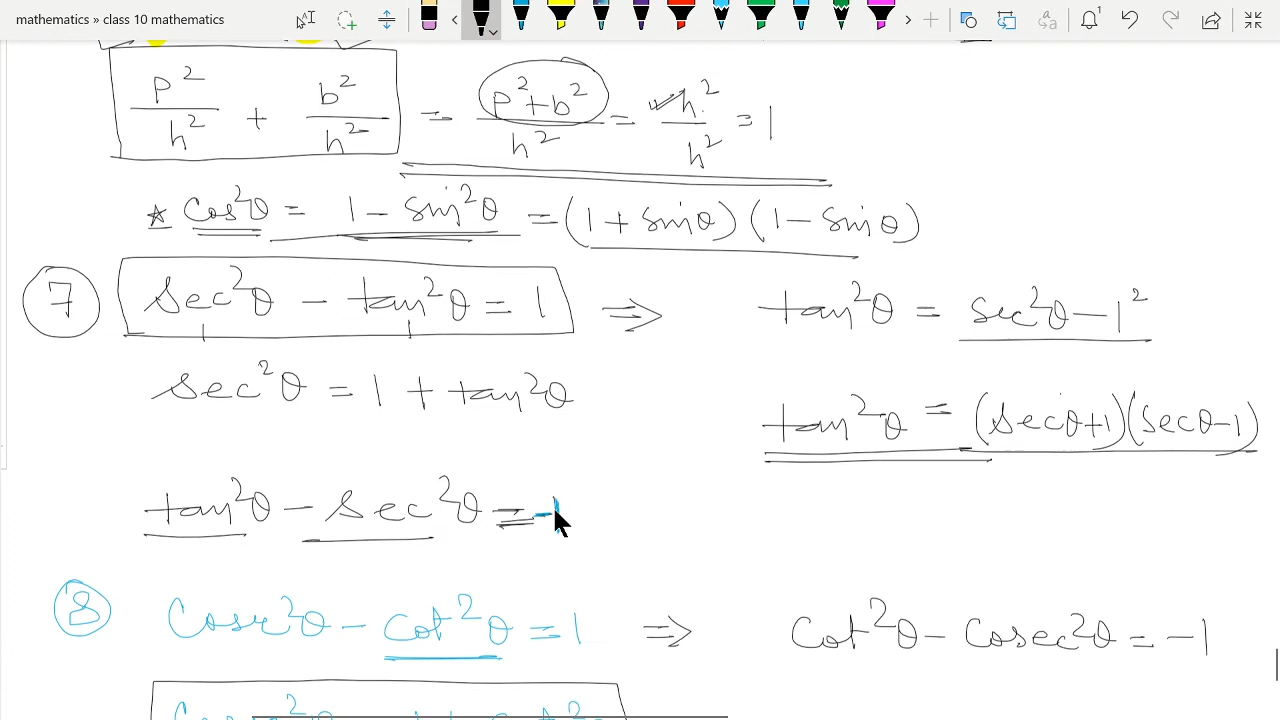 mathematics » class 10 mathematics
p²/h² + b²/h² = p²+b²/h² = h²/h² = 1
* cos²θ = 1 - sin²θ = (1 + sinθ)(1 - sinθ)
7 sec²θ - tan²θ = 1 ⇒ tan²θ = sec²θ - 1²
sec²θ = 1 + tan²θ
tan²θ = (secθ+1)(secθ-1)
tan²θ - sec²θ = -1
8 Cosec²θ - cot²θ = 1 ⇒ cot²θ - cosec²θ = -1